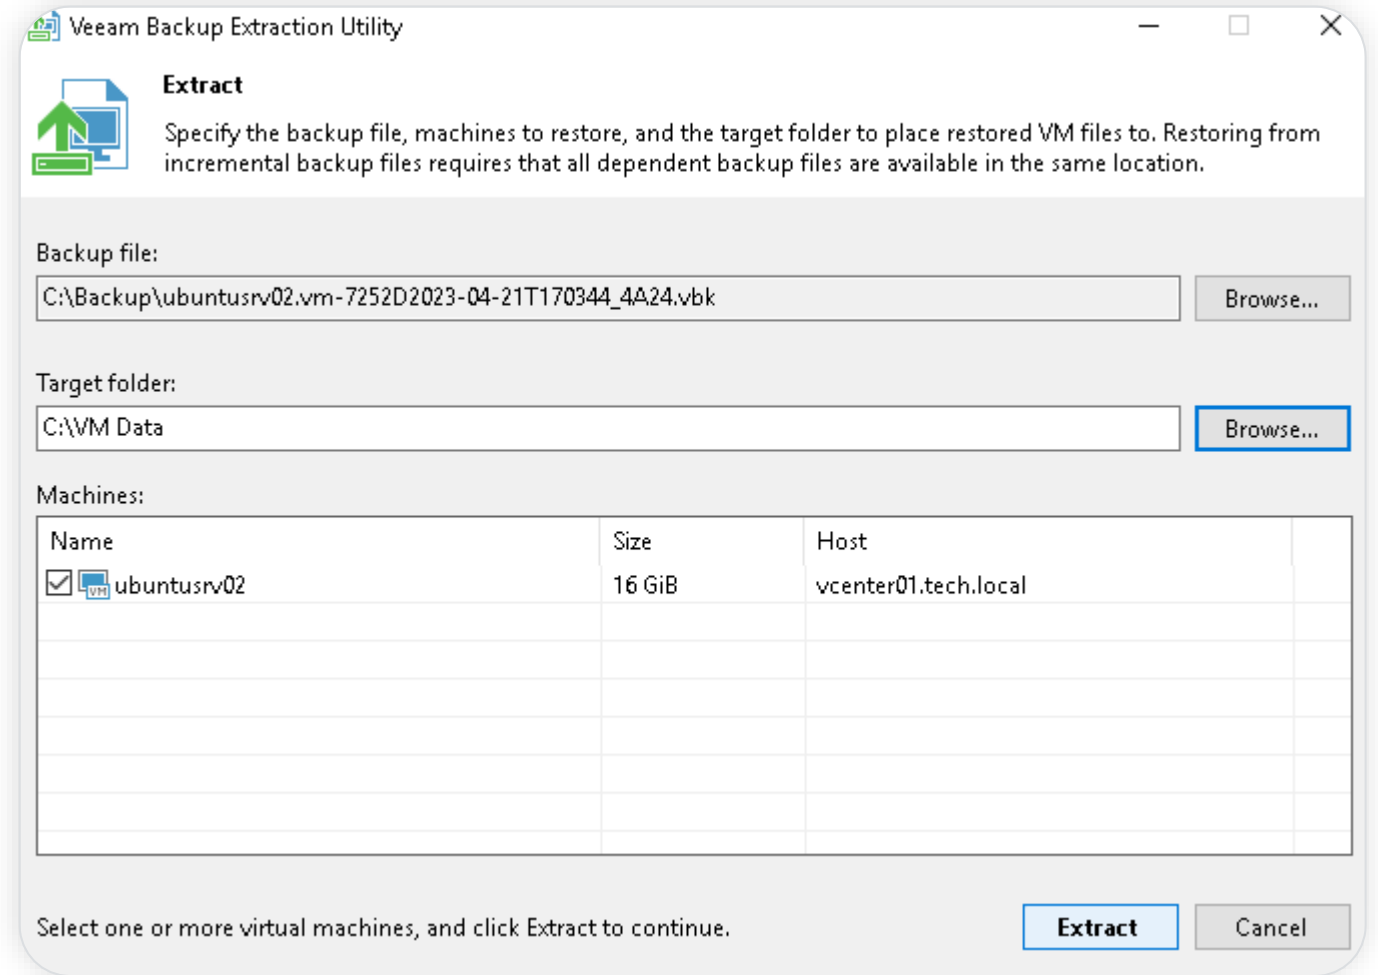 Veeam Backup Extraction Utility
Extract
Specify the backup file, machines to restore, and the target folder to place restored VM files to. Restoring from
incremental backup files requires that all dependent backup files are available in the same location.
Backup file:
C:\Backup\ubuntusrv02.vm-7252D2023-04-21T170344_4A24.vbk Browse...
Target folder:
C:\VM Data Browse...
Machines:
Name Size Host
VM ubuntusrv02 16 GiB vcenter01.tech.local
Select one or more virtual machines, and click Extract to continue. Extract Cancel